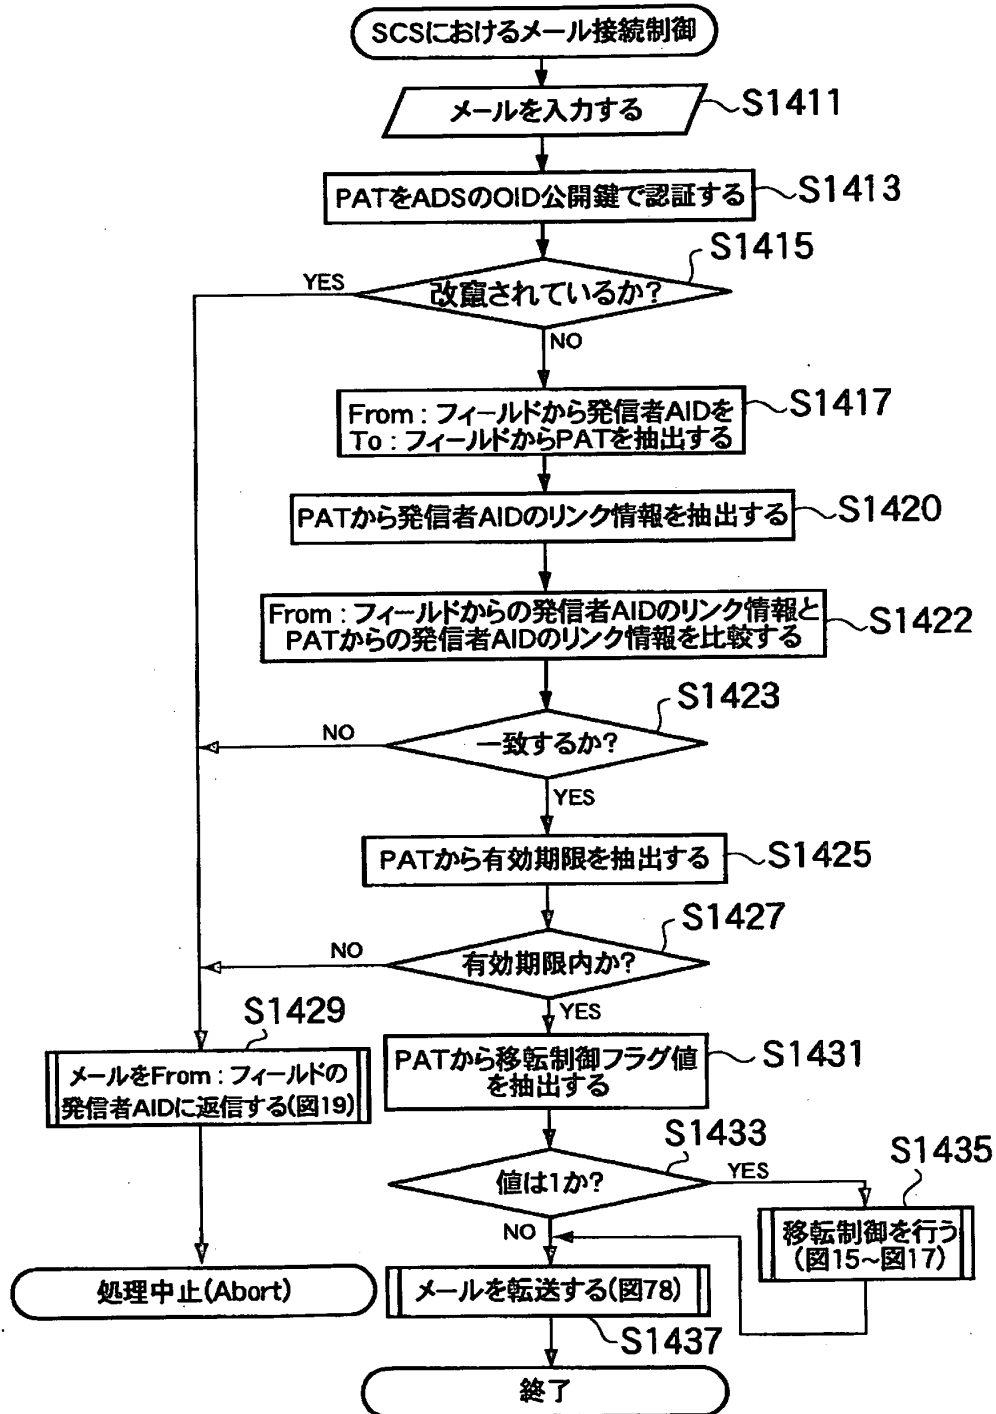 SCSにおけるメール接続制御
メールを入力する
S1411
PATをADSのOID公開鍵で認証する
S1413
S1415
改竄されているか?
YES
NO
From : フィールドから発信者AIDを
To : フィールドからPATを抽出する
S1417
PATから発信者AIDのリンク情報を抽出する
S1420
From : フィールドからの発信者AIDのリンク情報と
PATからの発信者AIDのリンク情報を比較する
S1422
S1423
一致するか?
NO
YES
PATから有効期限を抽出する
S1425
S1427
有効期限内か?
NO
YES
S1429
メールをFrom : フィールドの
発信者AIDに返信する(図19)
PATから移転制御フラグ値
を抽出する
S1431
S1433
値は1か?
YES
NO
S1435
移転制御を行う
(図15~図17)
処理中止(Abort)
メールを転送する(図78)
S1437
終了